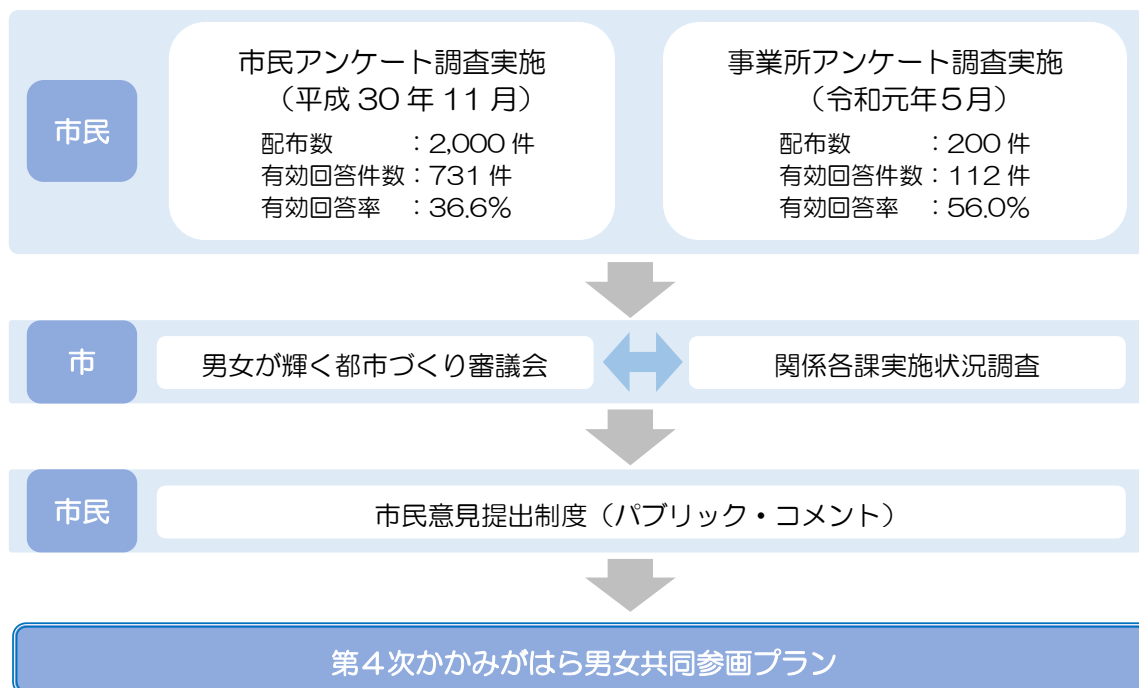 市民
市民アンケート調査実施
（平成 30 年 11 月）
配布数　　　：2,000 件
有効回答件数：731 件
有効回答率　：36.6%
事業所アンケート調査実施
（令和元年５月）
配布数　　　：200 件
有効回答件数：112 件
有効回答率　：56.0%
市
男女が輝く都市づくり審議会
関係各課実施状況調査
市民
市民意見提出制度（パブリック・コメント）
第４次かかみがはら男女共同参画プラン